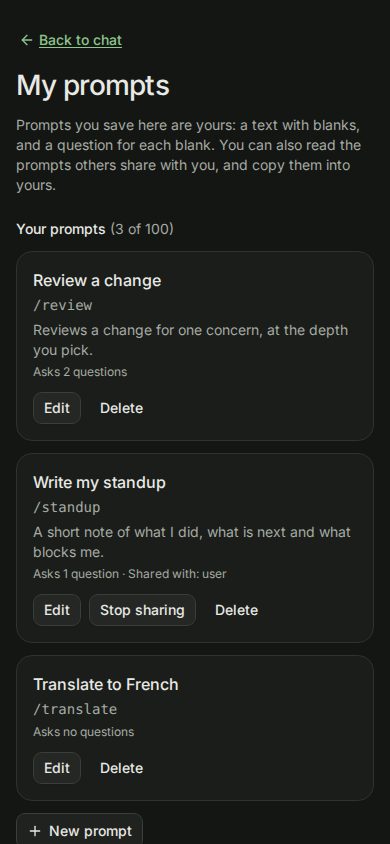 Back to chat
My prompts
Prompts you save here are yours: a text with blanks,
and a question for each blank. You can also read the
prompts others share with you, and copy them into
yours.
Your prompts (3 of 100)
Review a change
/review
Reviews a change for one concern, at the depth
you pick.
Asks 2 questions
Edit Delete
Write my standup
/standup
A short note of what I did, what is next and what
blocks me.
Asks 1 question · Shared with: user
Edit Stop sharing Delete
Translate to French
/translate
Asks no questions
Edit Delete
New prompt